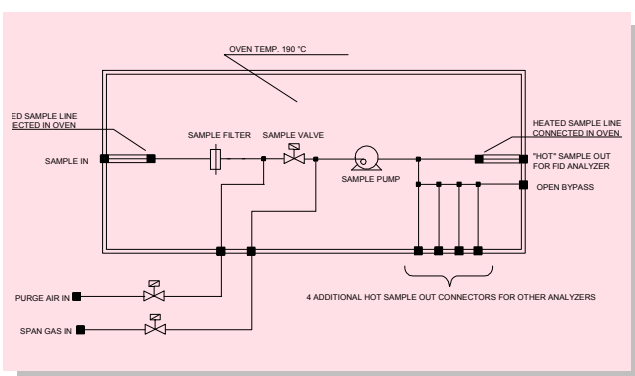 OVEN TEMP. 190 °C
ED SAMPLE LINE
ECTED IN OVEN
SAMPLE FILTER
SAMPLE VALVE
HEATED SAMPLE LINE
CONNECTED IN OVEN
SAMPLE IN
"HOT" SAMPLE OUT
FOR FID ANALYZER
SAMPLE PUMP
OPEN BYPASS
PURGE AIR IN
4 ADDITIONAL HOT SAMPLE OUT CONNECTORS FOR OTHER ANALYZERS
SPAN GAS IN